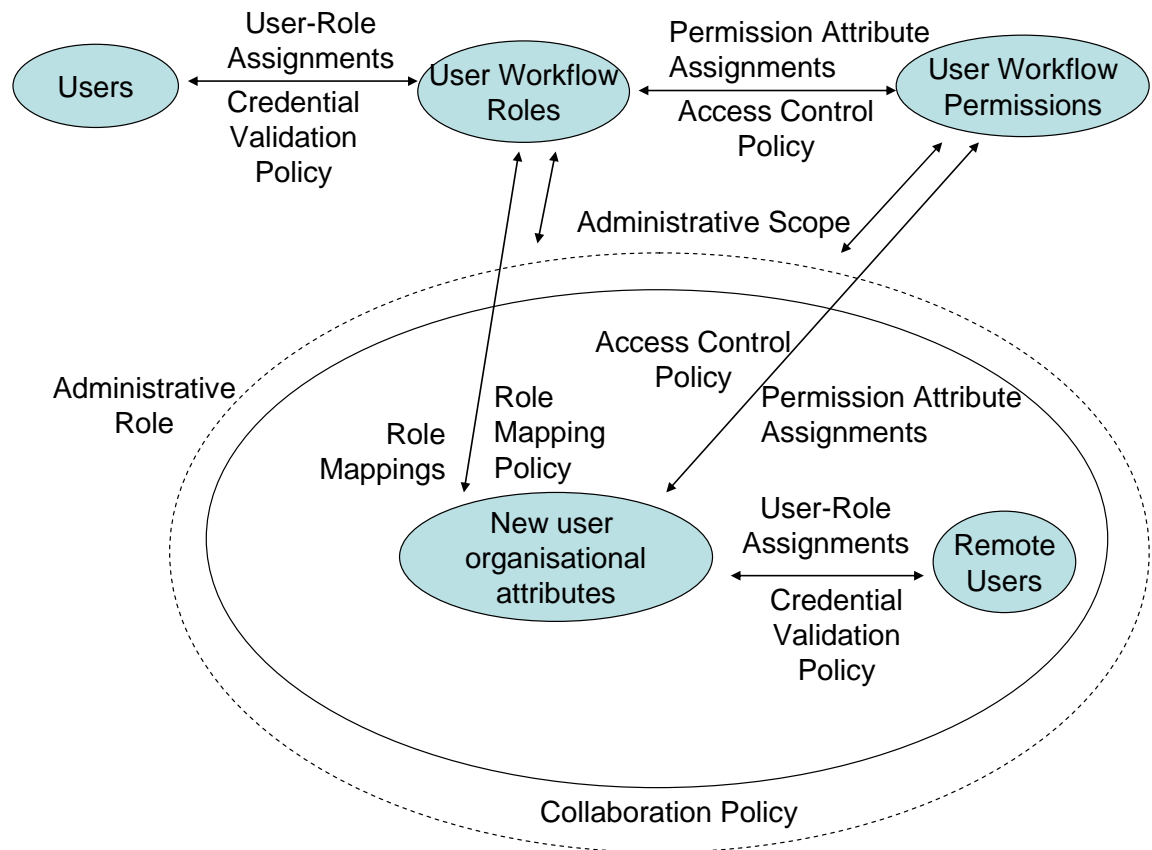 User-Role
Assignments
Users
Credential
Validation
Policy
User Workflow
Roles
Permission Attribute
Assignments
Access Control
Policy
User Workflow
Permissions
Administrative Scope
Administrative
Role
Access Control
Policy
Permission Attribute
Assignments
Role
Mappings
Role
Mapping
Policy
New user
organisational
attributes
User-Role
Assignments
Credential
Validation
Policy
Remote
Users
Collaboration Policy